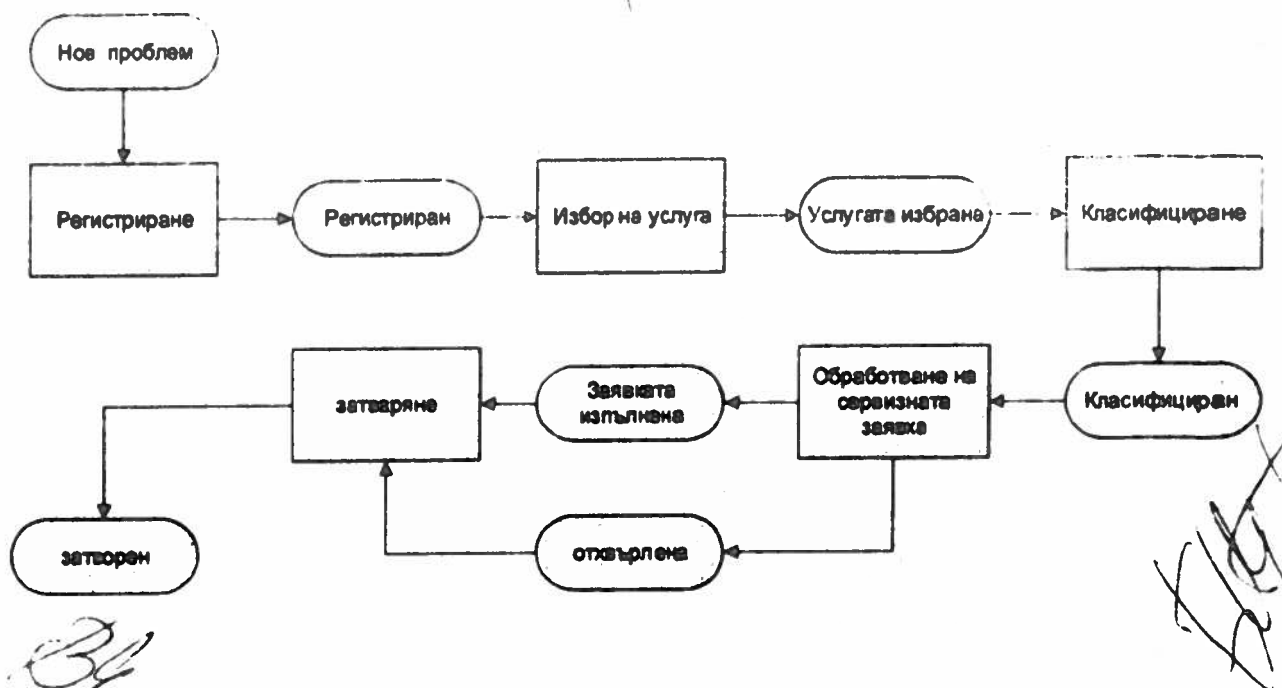 Нов проблем
Регистриране
Регистриран
Избор на услуга
Услугата избрана
Класифициране
Класифициран
Обработване на
сервизната
заявка
Заявката
изпълнена
затваряне
отхвърлена
затворен